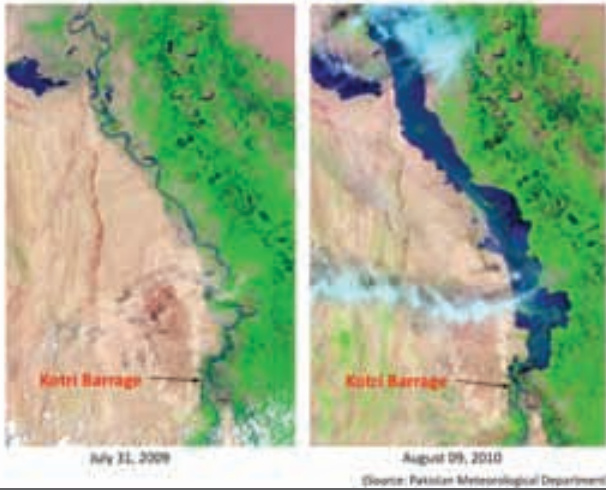 Kotri Barrage
Kotri Barrage
July 31, 2009
August 09, 2010
(Source: Pakistan Meteorological Department)